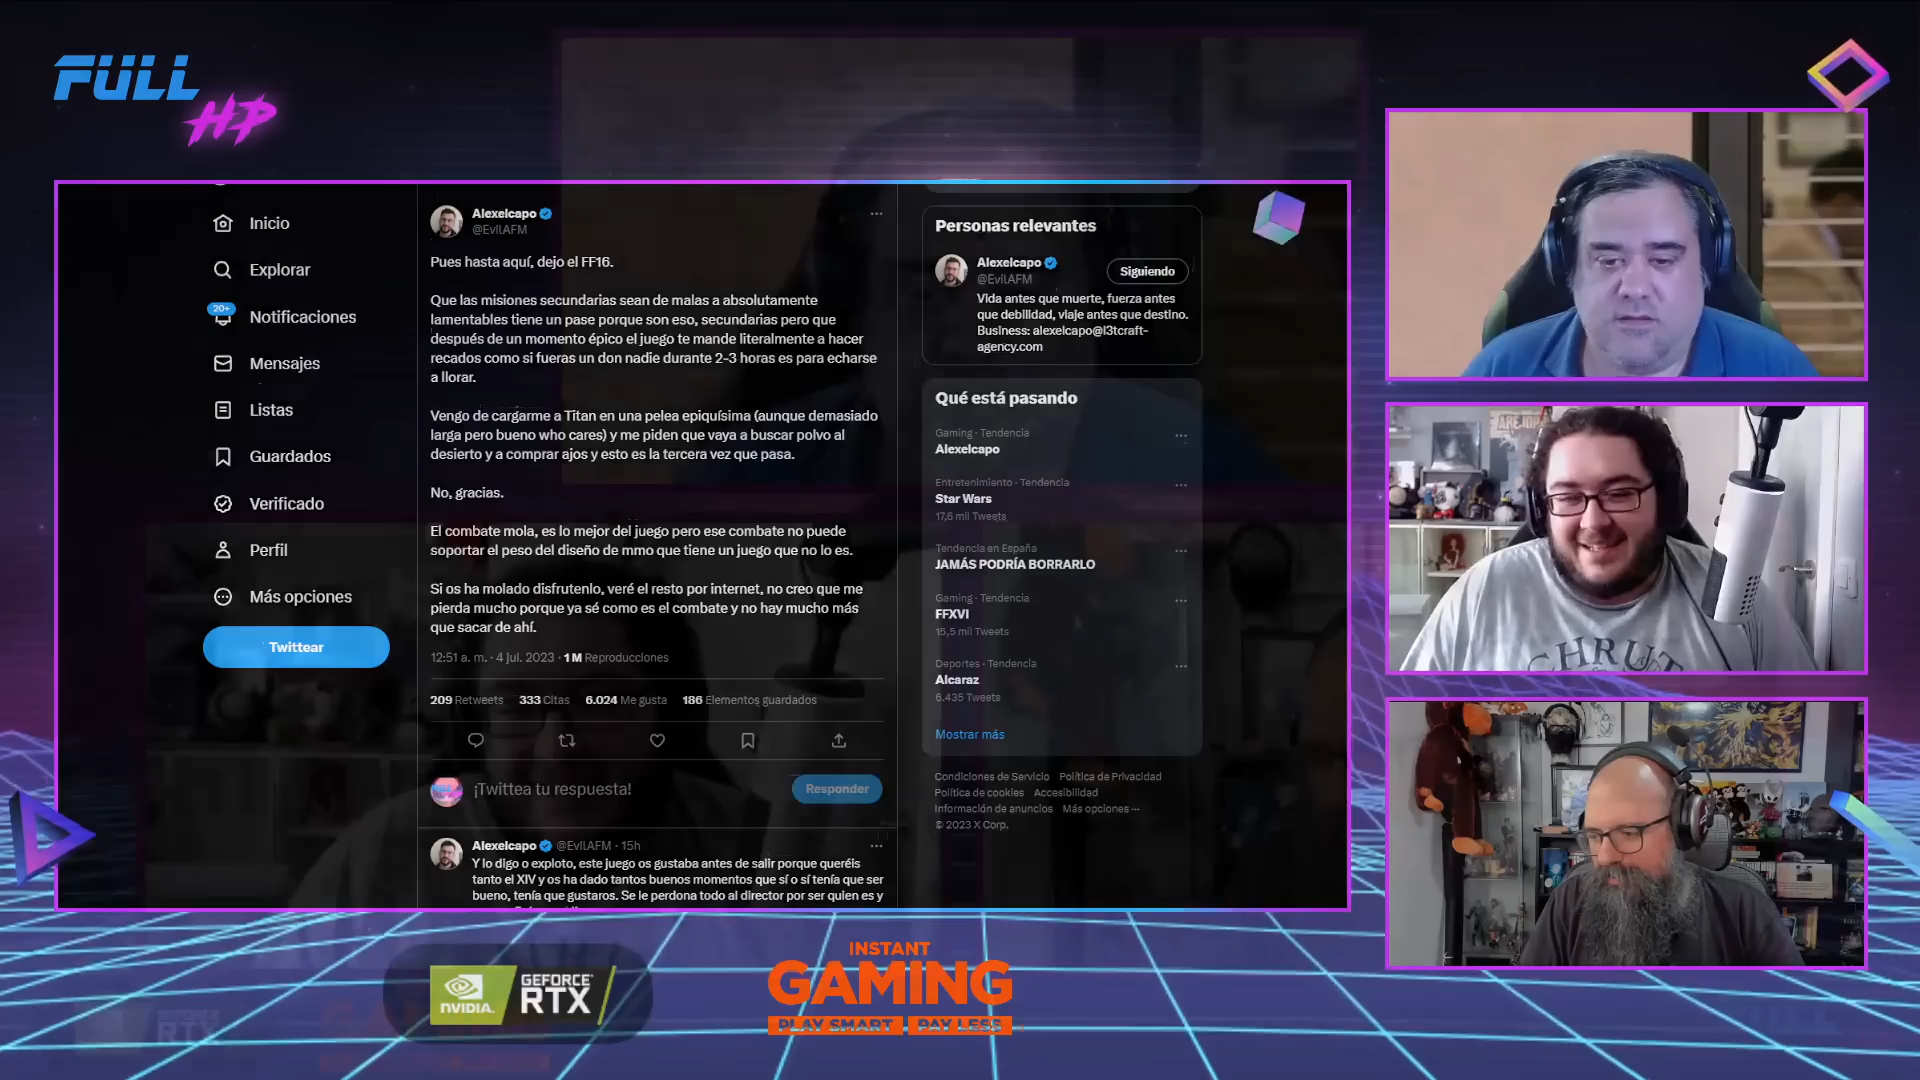 FULL
HP
Inicio
Explorar
20+
Notificaciones
Mensajes
Listas
Guardados
Verificado
Perfil
Más opciones
Twittear
Alexelcapo
@EvilAFM
Pues hasta aquí, dejo el FF16.
Que las misiones secundarias sean de malas a absolutamente
lamentables tiene un pase porque son eso, secundarias pero que
después de un momento épico el juego te mande literalmente a hacer
recados como si fueras un don nadie durante 2-3 horas es para echarse
a llorar.
Vengo de cargarme a Titan en una pelea epiquísima (aunque demasiado
larga pero bueno who cares) y me piden que vaya a buscar polvo al
desierto y a comprar ajos y esto es la tercera vez que pasa.
No, gracias.
El combate mola, es lo mejor del juego pero ese combate no puede
soportar el peso del diseño de mmo que tiene un juego que no lo es.
Si os ha molado disfrutenlo, veré el resto por internet, no creo que me
pierda mucho porque ya sé como es el combate y no hay mucho más
que sacar de ahí.
12:51 a. m. · 4 jul. 2023 · 1M Reproducciones
209 Retweets 333 Citas 6.024 Me gusta 186 Elementos guardados
¡Twittea tu respuesta!
Responder
Alexelcapo @EvilAFM · 15h
Y lo digo o exploto, este juego os gustaba antes de salir porque queréis
tanto el XIV y os ha dado tantos buenos momentos que sí o sí tenía que ser
bueno, tenía que gustaros. Se le perdona todo al director por ser quien es y
Personas relevantes
Alexelcapo
@EvilAFM
Siguiendo
Vida antes que muerte, fuerza antes
que debilidad, viaje antes que destino.
Business: alexelcapo@l3tcraft-
agency.com
Qué está pasando
Gaming · Tendencia
Alexelcapo
Entretenimiento · Tendencia
Star Wars
17,6 mil Tweets
Tendencia en España
JAMÁS PODRÍA BORRARLO
Gaming · Tendencia
FFXVI
15,5 mil Tweets
Deportes · Tendencia
Alcaraz
6.435 Tweets
Mostrar más
Condiciones de Servicio Política de Privacidad
Política de cookies Accesibilidad
Información de anuncios Más opciones ···
© 2023 X Corp.
CHRUT
NVIDIA.
GEFORCE
RTX
INSTANT
GAMING
PLAY SMART PAY LESS